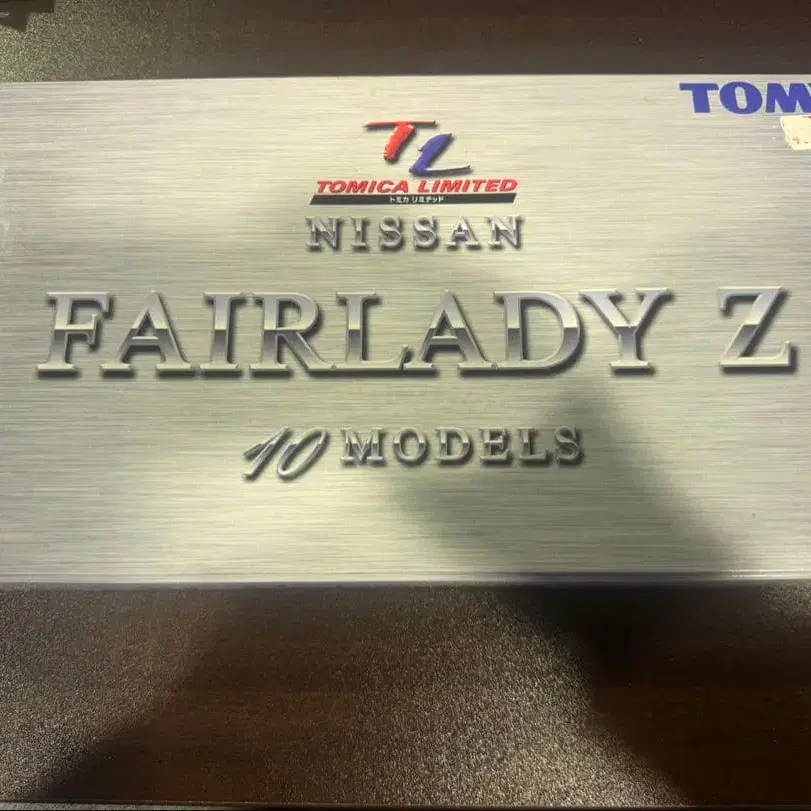 TOM
TL
TOMICA LIMITED
トミカ リミテッド
NISSAN
FAIRLADY Z
10 MODELS